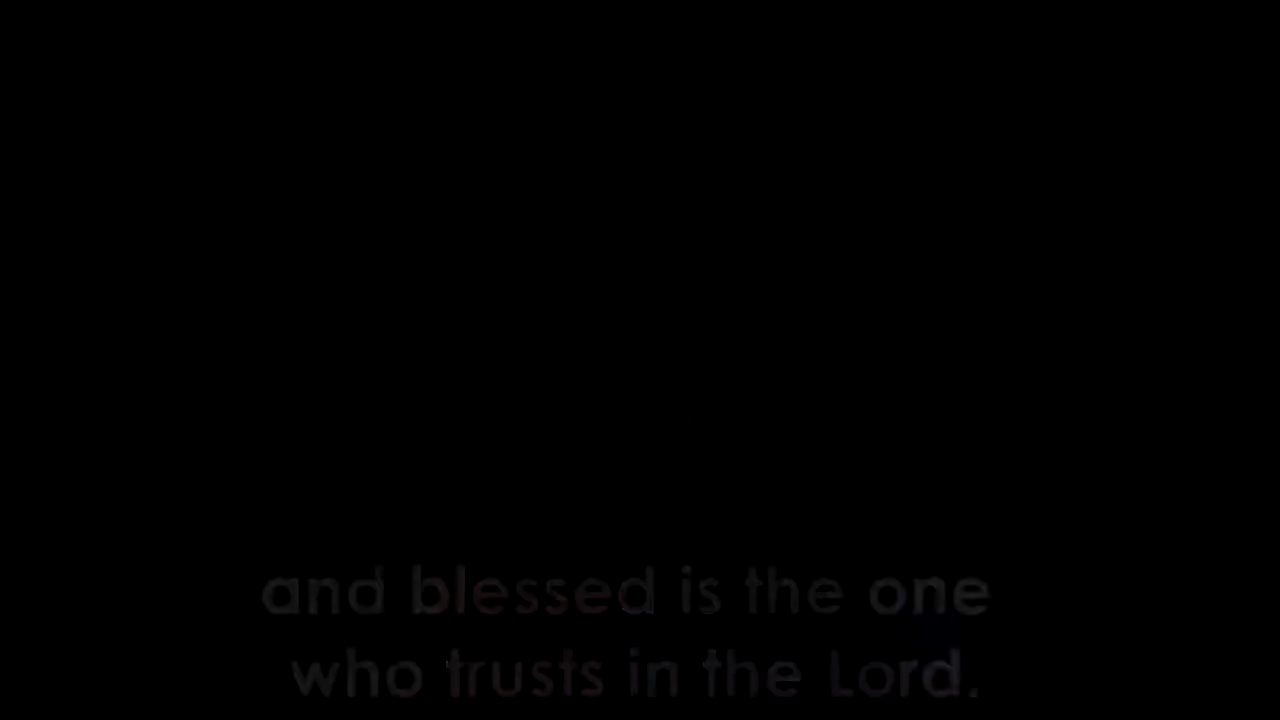 and blessed is the one
who trusts in the Lord.